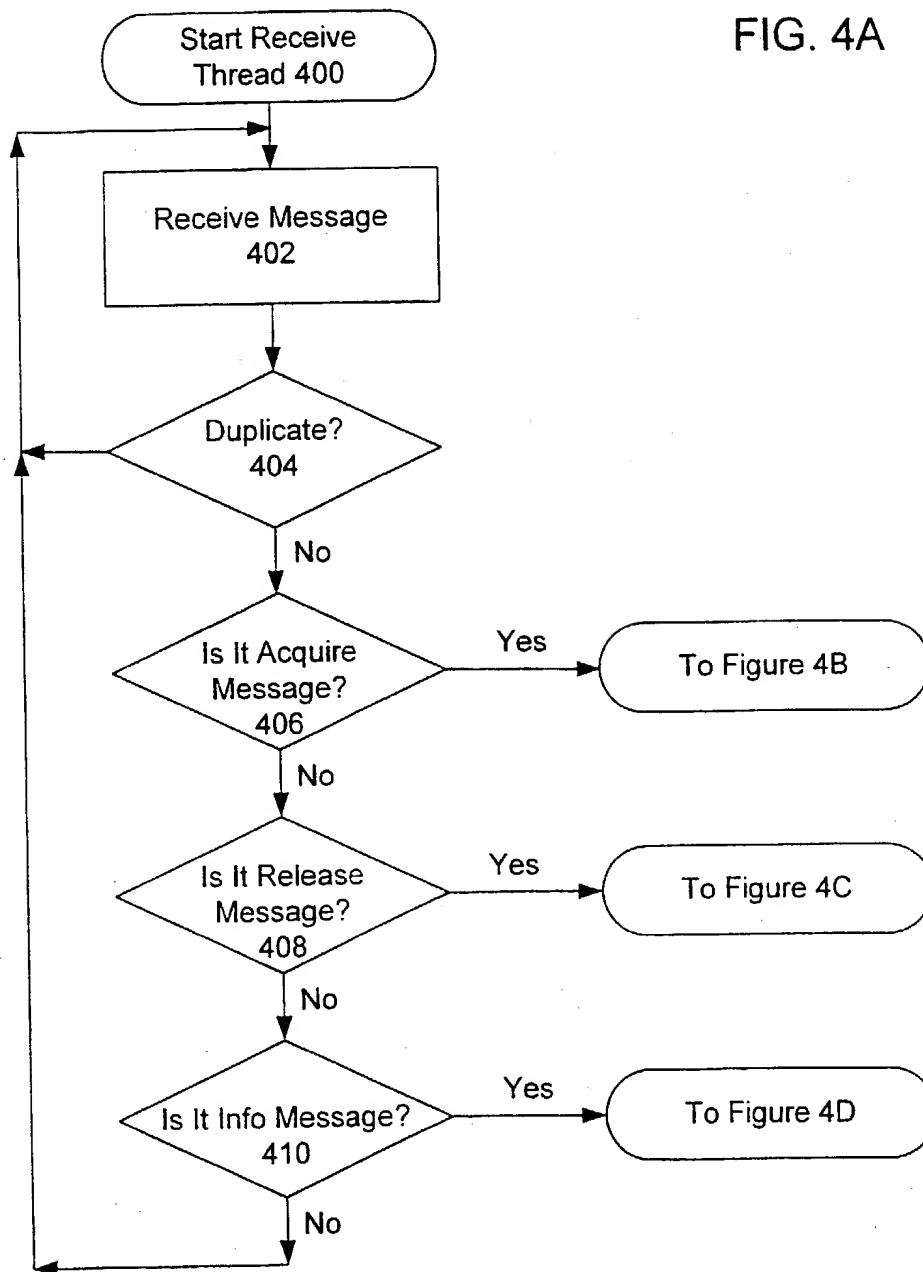 FIG. 4A
Start Receive
Thread 400
Receive Message
402
Duplicate?
404
No
Is It Acquire
Message?
406
Yes
To Figure 4B
No
Is It Release
Message?
408
Yes
To Figure 4C
No
Is It Info Message?
410
Yes
To Figure 4D
No